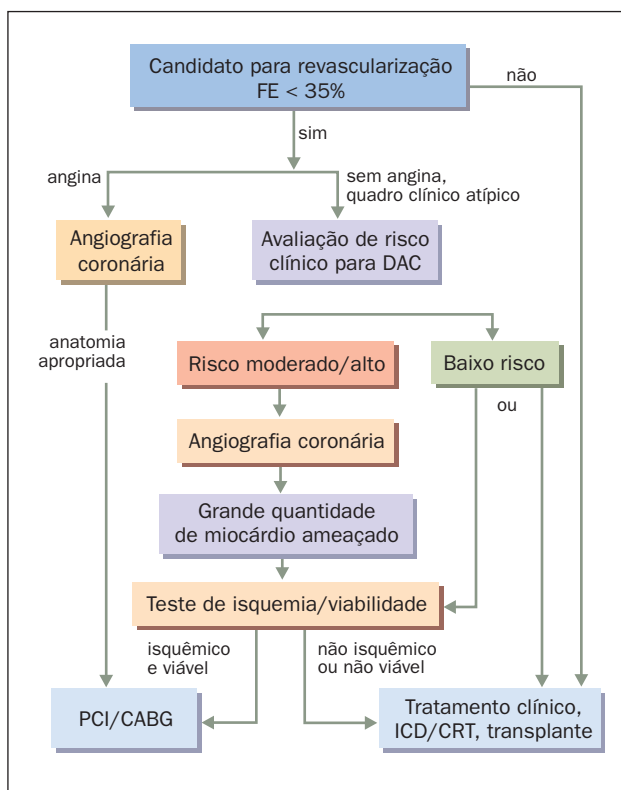 Candidato para revascularização
FE < 35%
não
sim
angina
sem angina,
quadro clínico atípico
Angiografia
coronária
Avaliação de risco
clínico para DAC
anatomia
apropriada
Risco moderado/alto
Baixo risco
ou
Angiografia coronária
Grande quantidade
de miocárdio ameaçado
Teste de isquemia/viabilidade
isquêmico
e viável
não isquêmico
ou não viável
PCI/CABG
Tratamento clínico,
ICD/CRT, transplante